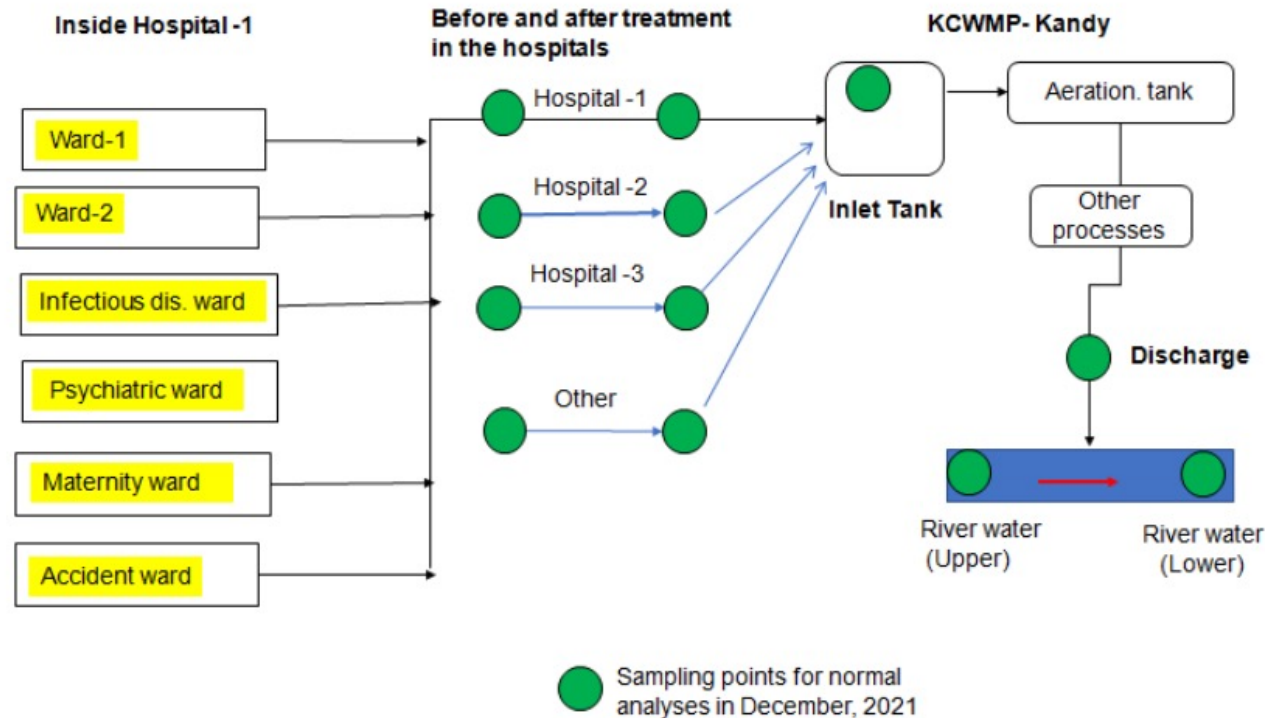 Inside Hospital -1
Ward-1
Ward-2
Infectious dis. ward
Psychiatric ward
Maternity ward
Accident ward
Before and after treatment
in the hospitals
Hospital -1
Hospital -2
Hospital -3
Other
KCWMP- Kandy
Inlet Tank
Aeration. tank
Other
processes
Discharge
River water
(Upper)
River water
(Lower)
Sampling points for normal
analyses in December, 2021